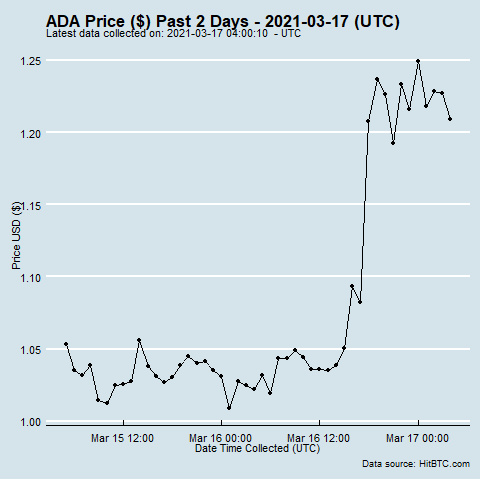 ADA Price ($) Past 2 Days - 2021-03-17 (UTC)
Latest data collected on: 2021-03-17 04:00:10 - UTC
1.25
1.20
1.15
1.10
1.05
1.00
Price USD ($)
Mar 15 12:00 Mar 16 00:00 Mar 16 12:00 Mar 17 00:00
Date Time Collected (UTC)
Data source: HitBTC.com